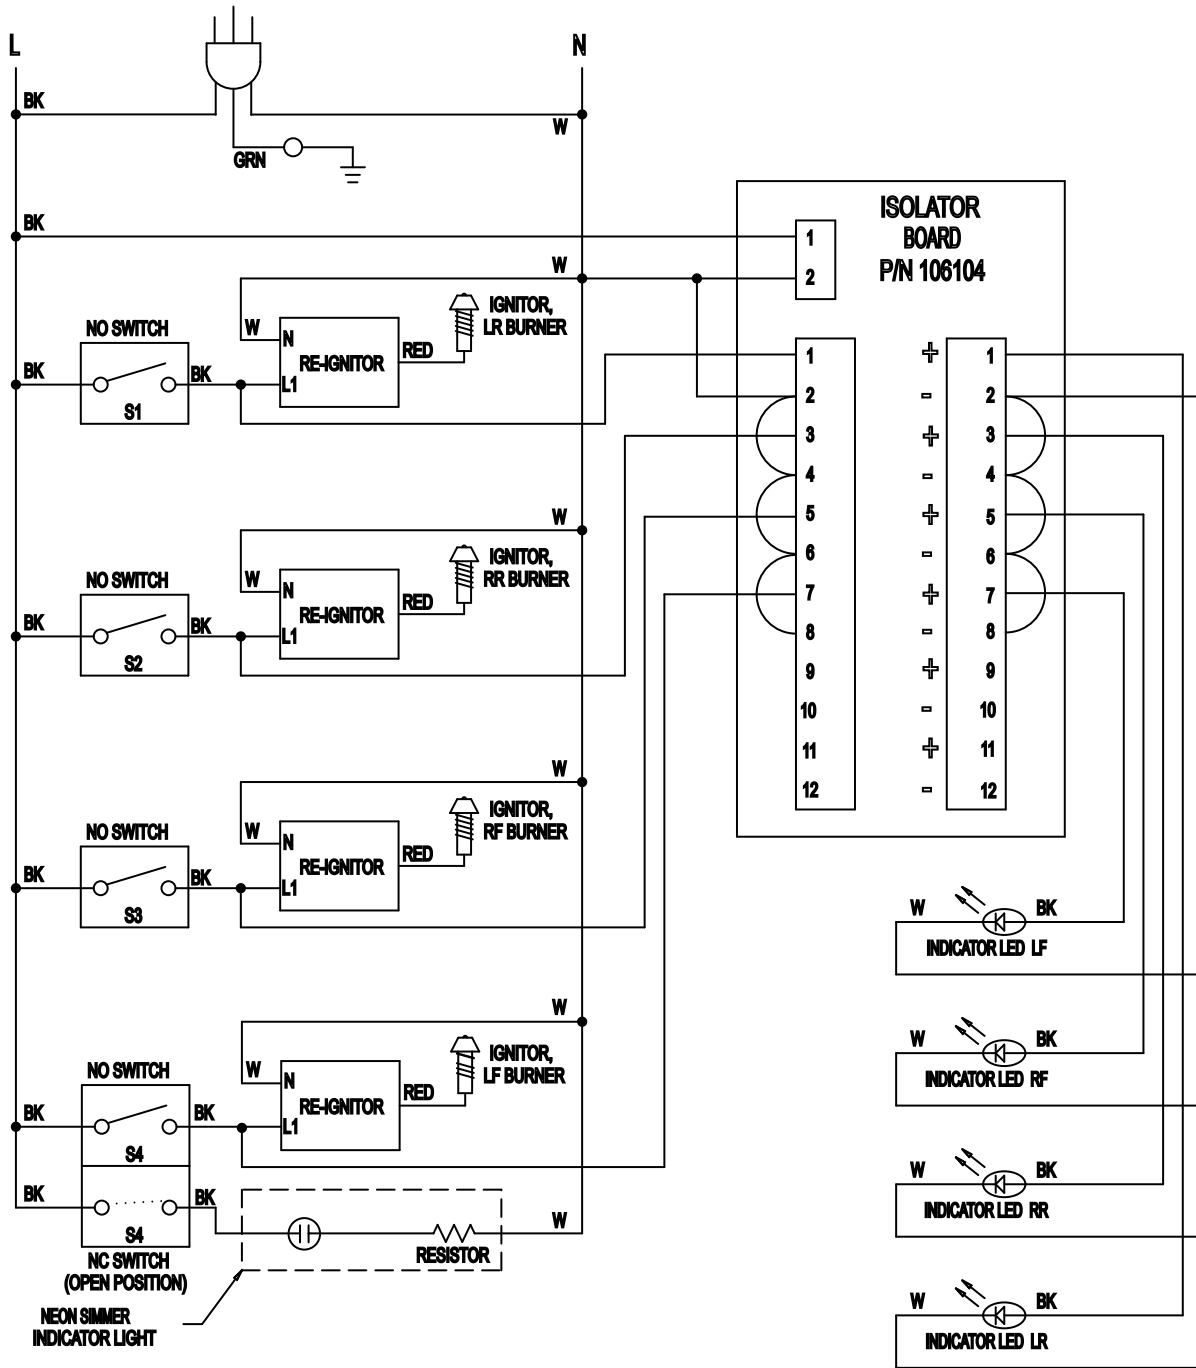 L
N
BK
W
GRN
BK
ISOLATOR
BOARD
P/N 106104
1
2
W
NO SWITCH
BK
S1
BK
W
N
RE-IGNITOR
L1
RED
IGNITOR,
LR BURNER
1
2
3
4
5
6
7
8
9
10
11
12
+
-
+
-
+
-
+
-
+
-
+
-
1
2
3
4
5
6
7
8
9
10
11
12
W
NO SWITCH
BK
S2
BK
W
N
RE-IGNITOR
L1
RED
IGNITOR,
RR BURNER
W
NO SWITCH
BK
S3
BK
W
N
RE-IGNITOR
L1
RED
IGNITOR,
RF BURNER
W
NO SWITCH
BK
S4
BK
W
N
RE-IGNITOR
L1
RED
IGNITOR,
LF BURNER
BK
S4
BK
NC SWITCH
(OPEN POSITION)
RESISTOR
W
NEON SIMMER
INDICATOR LIGHT
W
BK
INDICATOR LED LF
W
BK
INDICATOR LED RF
W
BK
INDICATOR LED RR
W
BK
INDICATOR LED LR